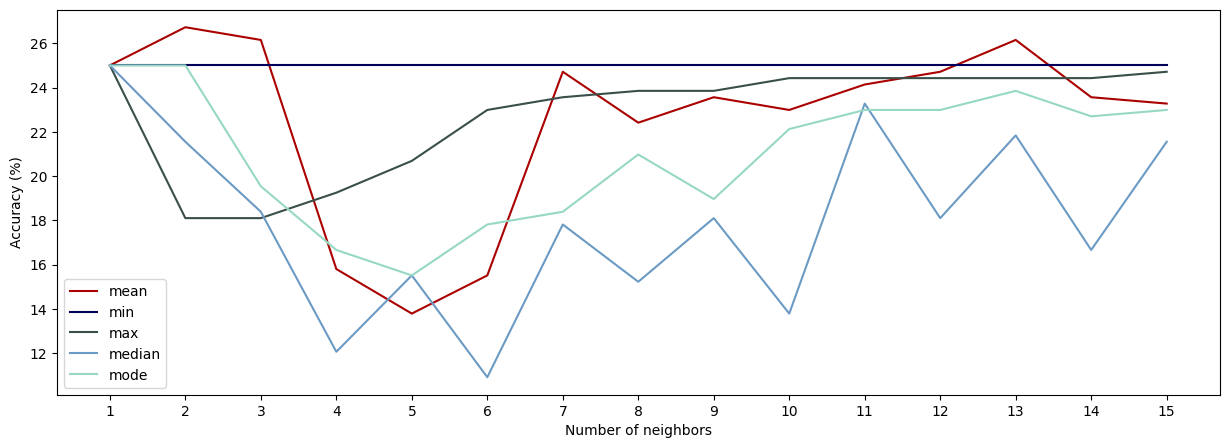 Accuracy (%)
26
24
22
20
18
16
14
12
mean
min
max
median
mode
1 2 3 4 5 6 7 8 9 10 11 12 13 14 15
Number of neighbors